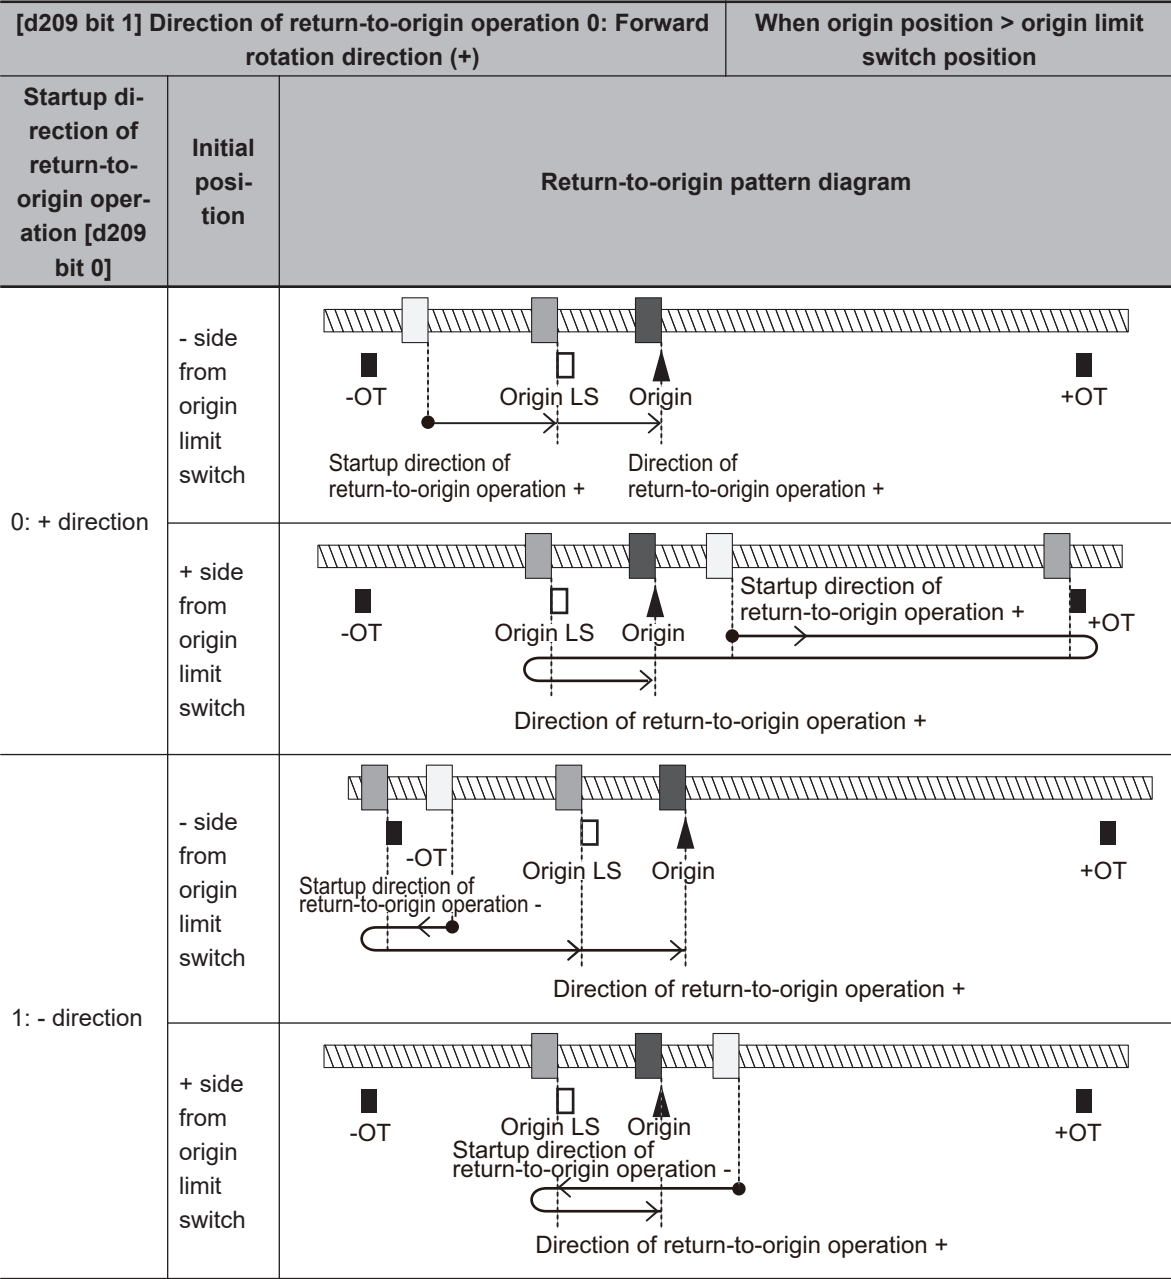 [d209 bit 1] Direction of return-to-origin operation 0: Forward
rotation direction (+)
When origin position > origin limit
switch position
Startup di-
rection of
return-to-
origin oper-
ation [d209
bit 0]
Initial
posi-
tion
Return-to-origin pattern diagram
0: + direction
- side
from
origin
limit
switch
-OT
Origin LS
Origin
+OT
Startup direction of
return-to-origin operation +
Direction of
return-to-origin operation +
+ side
from
origin
limit
switch
Startup direction of
return-to-origin operation +
-OT
Origin LS
Origin
+OT
Direction of return-to-origin operation +
1: - direction
- side
from
origin
limit
switch
-OT
Origin LS
Origin
+OT
Startup direction of
return-to-origin operation -
Direction of return-to-origin operation +
+ side
from
origin
limit
switch
-OT
Origin LS
Origin
+OT
Startup direction of
return-to-origin operation -
Direction of return-to-origin operation +